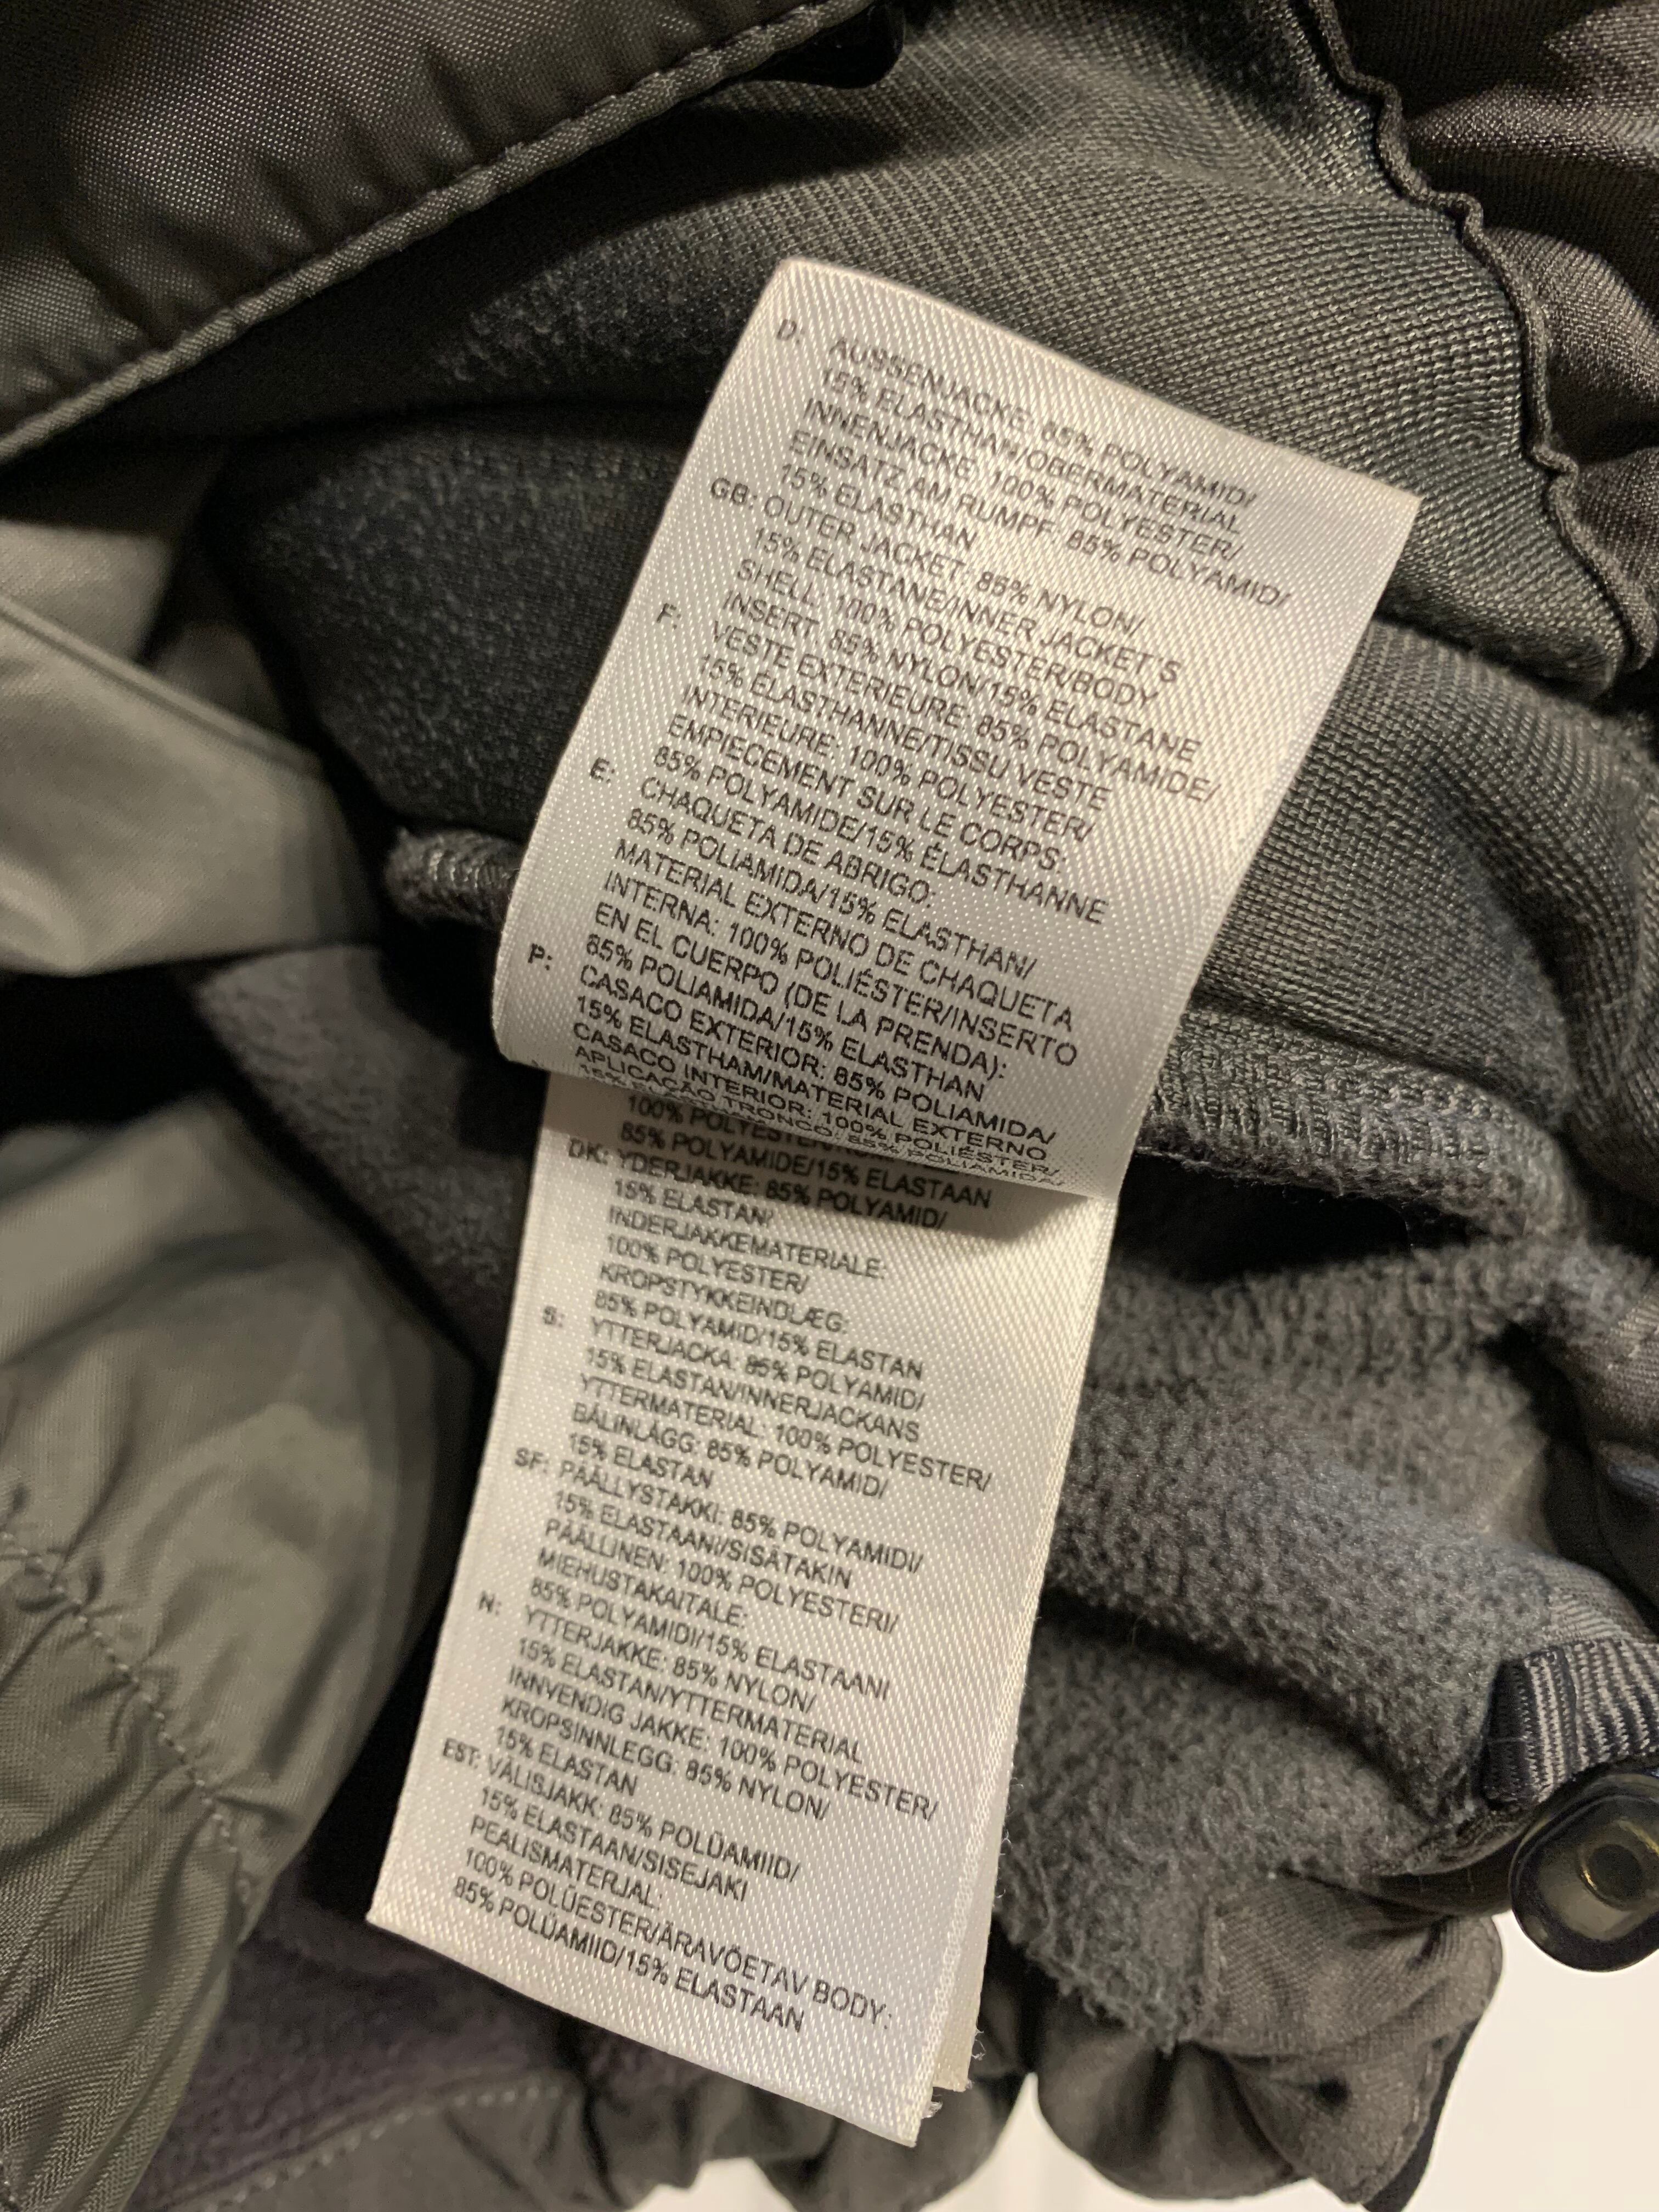 D: AUSSENJACKE: 85% POLYAMID/
15% ELASTHAN/OBERMATERIAL
INNENJACKE: 100% POLYESTER/
EINSATZ AM RUMPF: 85% POLYAMID/
15% ELASTHAN
GB: OUTER JACKET: 85% NYLON/
15% ELASTANE/INNER JACKET'S
SHELL: 100% POLYESTER/BODY
INSERT: 85% NYLON/15% ELASTANE
F: VESTE EXTERIEURE: 85% POLYAMIDE/
15% ÉLASTHANNE/TISSU VESTE
INTERIEURE: 100% POLYESTER/
EMPIECEMENT SUR LE CORPS:
85% POLYAMIDE/15% ÉLASTHANNE
E: CHAQUETA DE ABRIGO:
85% POLIAMIDA/15% ELASTHAN/
MATERIAL EXTERNO DE CHAQUETA
INTERNA: 100% POLIÉSTER/INSERTO
EN EL CUERPO (DE LA PRENDA):
85% POLIAMIDA/15% ELASTHAN
P: CASACO EXTERIOR: 85% POLIAMIDA/
15% ELASTHAM/MATERIAL EXTERNO
CASACO INTERIOR: 100% POLIÉSTER/
APLICAÇÃO TRONCO: 85% POLIAMIDA/
100%
85% POLYAMIDE/15% ELASTAAN
DK: YDERJAKKE: 85% POLYAMID/
15% ELASTAN/
INDERJAKKEMATERIALE:
100% POLYESTER/
KROPSTYKKEINDLÆG:
85% POLYAMID/15% ELASTAN
S: YTTERJACKA: 85% POLYAMID/
15% ELASTAN/INNERJACKANS
YTTERMATERIAL: 100% POLYESTER/
BÅLINLÄGG: 85% POLYAMID/
15% ELASTAN
SF: PÄÄLLYSTAKKI: 85% POLYAMIDI/
15% ELASTAANI/SISÄTAKIN
PÄÄLLINEN: 100% POLYESTERI/
MIEHUSTAKAITALE:
85% POLYAMIDI/15% ELASTAANI
N: YTTERJAKKE: 85% NYLON/
15% ELASTAN/YTTERMATERIAL
INNVENDIG JAKKE: 100% POLYESTER/
KROPSINNLEGG: 85% NYLON/
15% ELASTAN
EST: VÄLISJAKK: 85% POLÜAMIID/
15% ELASTAAN/SISEJAKI
PEALISMATERJAL:
100% POLÜESTER/ÄRAVÕETAV BODY:
85% POLÜAMIID/15% ELASTAAN